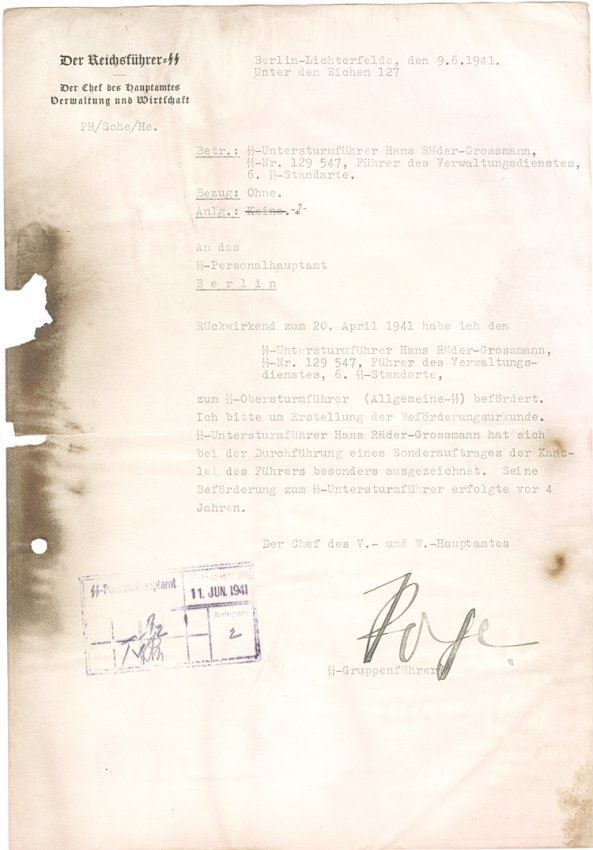 Der Reichsführer-SS
Der Chef des Hauptamtes
Verwaltung und Wirtschaft
PH/Sche/He.
Berlin-Lichterfelde, den 9.6.1941.
Unter den Eichen 127
Betr.: SS-Untersturmführer Hans Räder-Grossmann,
SS-Nr. 129 547, Führer des Verwaltungsdienstes,
6. SS-Standarte.
Bezug: Ohne.
Anlg.: Keine.-2-
An das
SS-Personalhauptamt
B e r l i n
Rückwirkend zum 20. April 1941 habe ich den
SS-Untersturmführer Hans Räder-Grossmann,
SS-Nr. 129 547, Führer des Verwaltungs-
dienstes, 6. SS-Standarte,
zum SS-Obersturmführer (Allgemeine-SS) befördert.
Ich bitte um Erstellung der Beförderungsurkunde.
SS-Untersturmführer Hans Räder-Grossmann hat sich
bei der Durchführung eines Sonderauftrages der Kanz-
lei des Führers besonders ausgezeichnet. Seine
Beförderung zum SS-Untersturmführer erfolgte vor 4
Jahren.
Der Chef des V.- und W.-Hauptamtes
SS-Gruppenführer
SS-Personalhauptamt
11. JUN. 1941
Anlagen
2